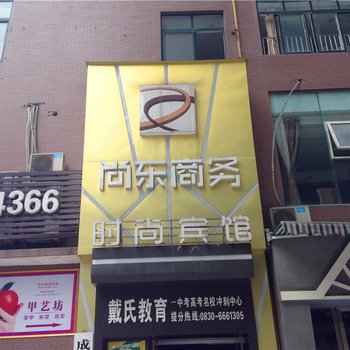 尚东商务
时尚宾馆
4366
戴氏教育
一中考高考名校冲刺中心
提分热线:0830-6661305
甲艺坊
成